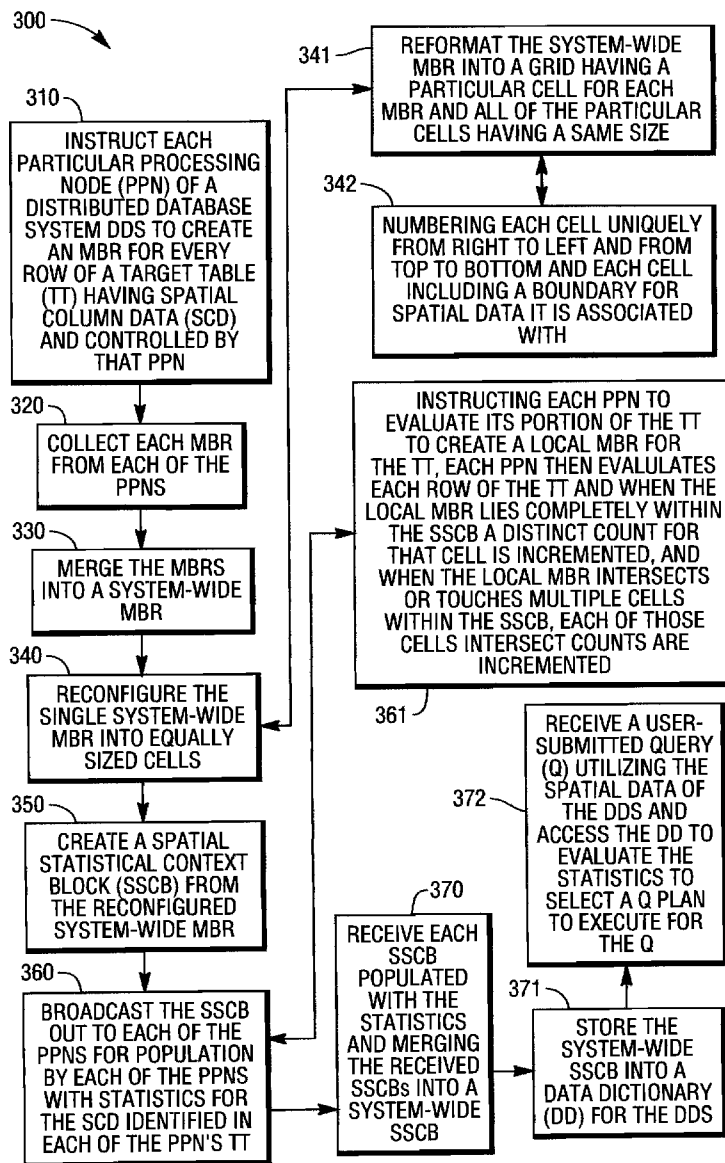 300
310
INSTRUCT EACH
PARTICULAR PROCESSING
NODE (PPN) OF A
DISTRIBUTED DATABASE
SYSTEM DDS TO CREATE
AN MBR FOR EVERY
ROW OF A TARGET TABLE
(TT) HAVING SPATIAL
COLUMN DATA (SCD)
AND CONTROLLED BY
THAT PPN
320
COLLECT EACH MBR
FROM EACH OF THE
PPNS
330
MERGE THE MBRS
INTO A SYSTEM-WIDE
MBR
340
RECONFIGURE THE
SINGLE SYSTEM-WIDE
MBR INTO EQUALLY
SIZED CELLS
350
CREATE A SPATIAL
STATISTICAL CONTEXT
BLOCK (SSCB) FROM
THE RECONFIGURED
SYSTEM-WIDE MBR
360
BROADCAST THE SSCB
OUT TO EACH OF THE
PPNS FOR POPULATION
BY EACH OF THE PPNS
WITH STATISTICS FOR
THE SCD IDENTIFIED IN
EACH OF THE PPN'S TT
341
REFORMAT THE SYSTEM-WIDE
MBR INTO A GRID HAVING A
PARTICULAR CELL FOR EACH
MBR AND ALL OF THE PARTICULAR
CELLS HAVING A SAME SIZE
342
NUMBERING EACH CELL UNIQUELY
FROM RIGHT TO LEFT AND FROM
TOP TO BOTTOM AND EACH CELL
INCLUDING A BOUNDARY FOR
SPATIAL DATA IT IS ASSOCIATED
WITH
INSTRUCTING EACH PPN TO
EVALUATE ITS PORTION OF THE TT
TO CREATE A LOCAL MBR FOR
THE TT, EACH PPN THEN EVALULATES
EACH ROW OF THE TT AND WHEN THE
LOCAL MBR LIES COMPLETELY WITHIN
THE SSCB A DISTINCT COUNT FOR
THAT CELL IS INCREMENTED, AND
WHEN THE LOCAL MBR INTERSECTS
OR TOUCHES MULTIPLE CELLS
WITHIN THE SSCB, EACH OF THOSE
CELLS INTERSECT COUNTS ARE
INCREMENTED
361
370
RECEIVE EACH
SSCB
POPULATED
WITH THE
STATISTICS
AND MERGING
THE RECEIVED
SSCBs INTO A
SYSTEM-WIDE
SSCB
371
STORE THE
SYSTEM-WIDE
SSCB INTO A
DATA DICTIONARY
(DD) FOR THE DDS
372
RECEIVE A USER-
SUBMITTED QUERY
(Q) UTILIZING THE
SPATIAL DATA OF
THE DDS AND
ACCESS THE DD TO
EVALUATE THE
STATISTICS TO
SELECT A Q PLAN
TO EXECUTE FOR
THE Q